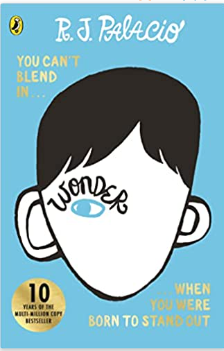 R. J. Palacio
YOU CAN'T
BLEND
IN...
WONDER
10
YEARS OF THE
MULTI-MILLION COPY
BESTSELLER
... WHEN
YOU WERE
BORN TO STAND OUT